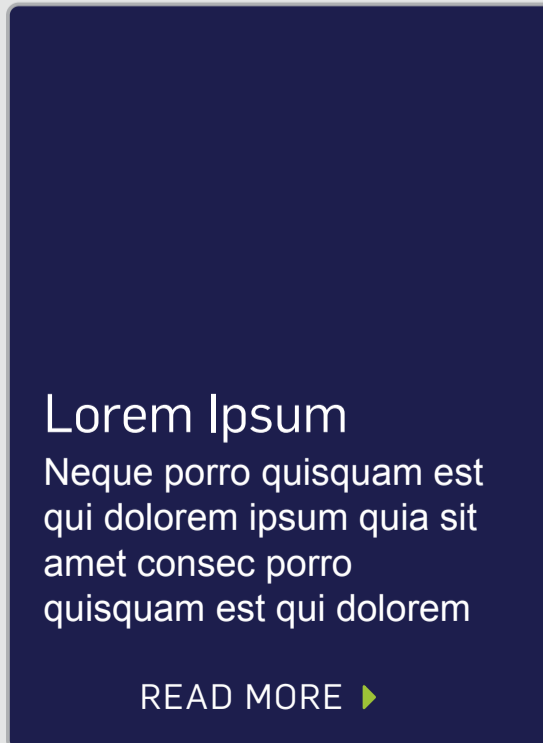 Lorem Ipsum
Neque porro quisquam est
qui dolorem ipsum quia sit
amet consec porro
quisquam est qui dolorem
READ MORE